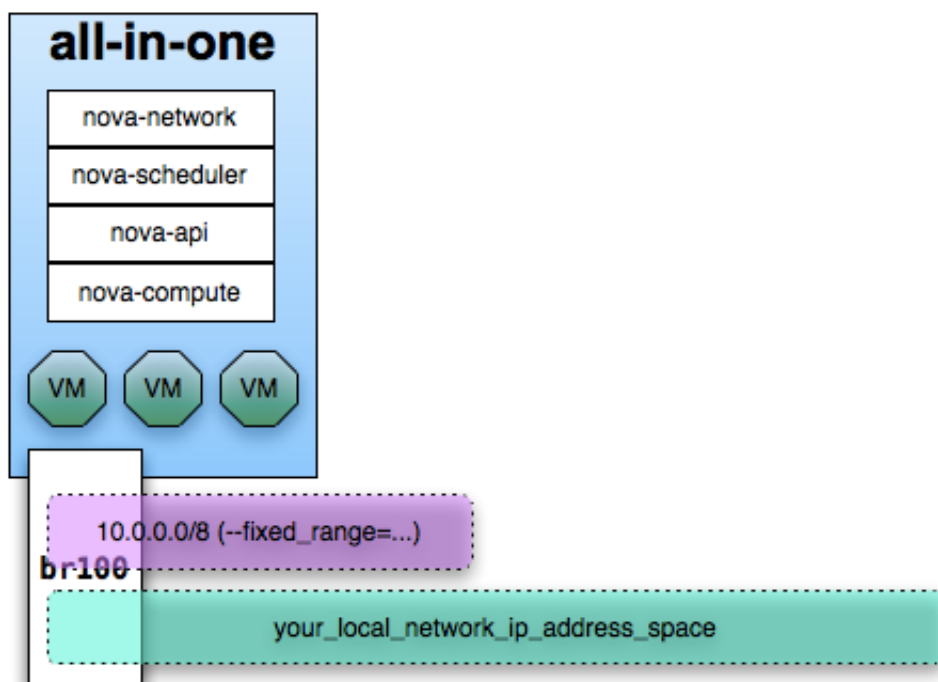 all-in-one
nova-network
nova-scheduler
nova-api
nova-compute
VM VM VM
10.0.0.0/8 (--fixed_range=...)
br100
your_local_network_ip_address_space